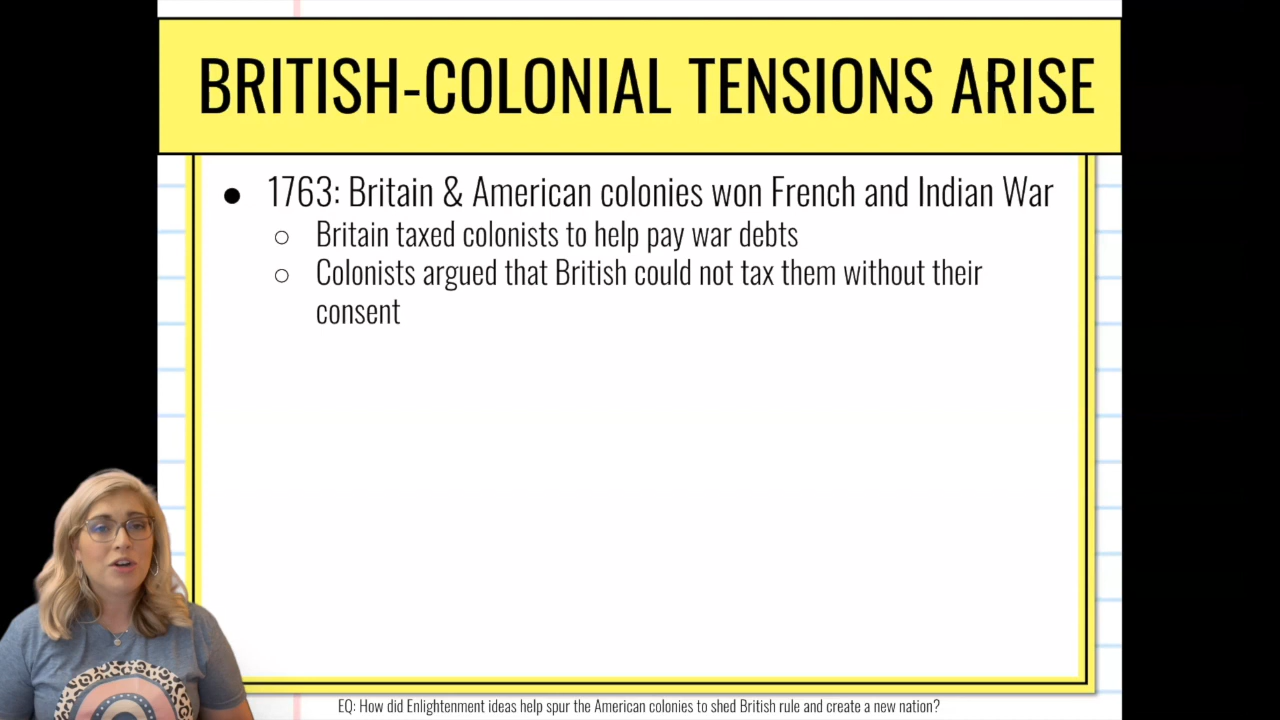 BRITISH-COLONIAL TENSIONS ARISE
● 1763: Britain & American colonies won French and Indian War
○ Britain taxed colonists to help pay war debts
○ Colonists argued that British could not tax them without their
consent
EQ: How did Enlightenment ideas help spur the American colonies to shed British rule and create a new nation?